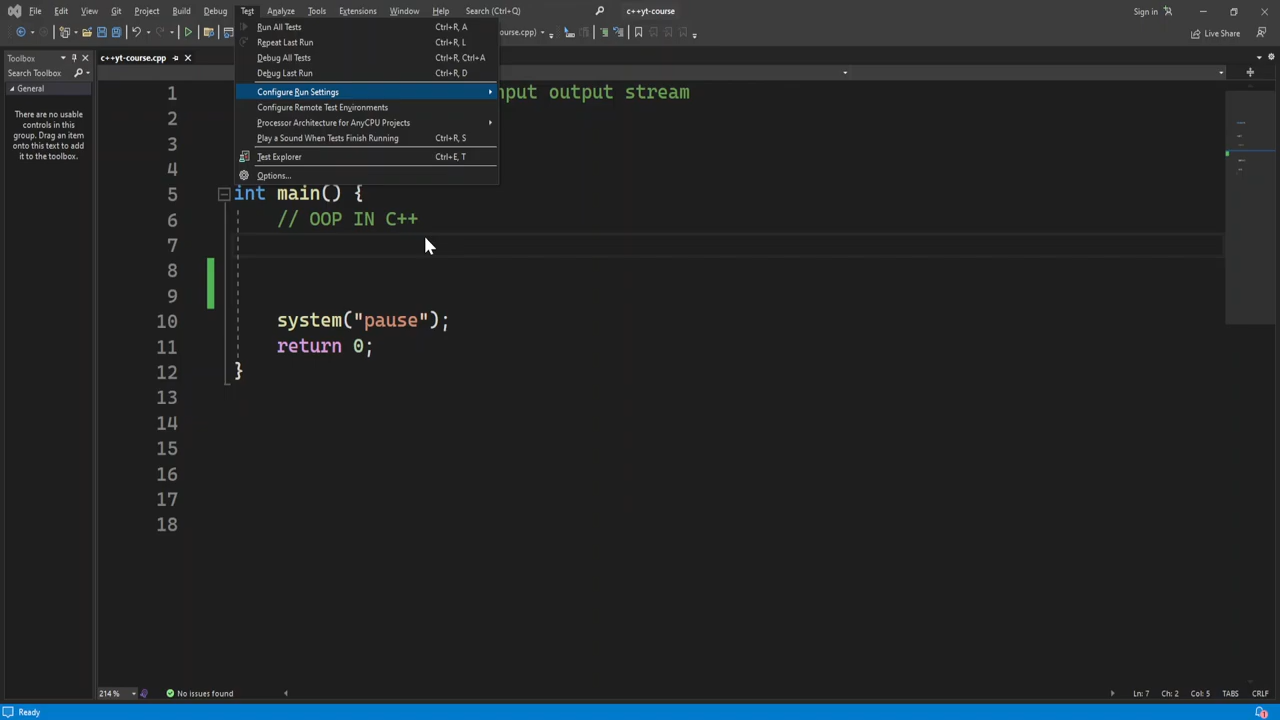 File Edit View Git Project Build Debug Test Analyze Tools Extensions Window Help Search (Ctrl+Q) c++yt-course Sign in
Live Share
Toolbox
Search Toolbox
General
There are no usable
controls in this
group. Drag an item
onto this text to add
it to the toolbox.
c++yt-course.cpp
Run All Tests Ctrl+R, A
Repeat Last Run Ctrl+R, L
Debug All Tests Ctrl+R, Ctrl+A
Debug Last Run Ctrl+R, D
Configure Run Settings
Configure Remote Test Environments
Processor Architecture for AnyCPU Projects
Play a Sound When Tests Finish Running Ctrl+R, S
Test Explorer Ctrl+E, T
Options...
1 output stream
2
3
4
5 int main() {
6 // OOP IN C++
7
8
9
10 system("pause");
11 return 0;
12 }
13
14
15
16
17
18
214 % No issues found Ln: 7 Ch: 2 Col: 5 TABS CRLF
Ready 1